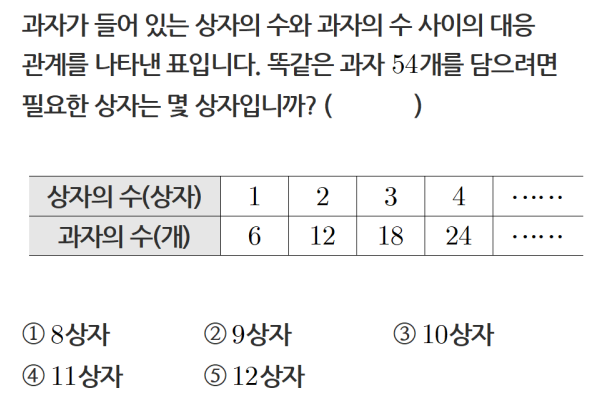 과자가 들어 있는 상자의 수와 과자의 수 사이의 대응
관계를 나타낸 표입니다. 똑같은 과자 54개를 담으려면
필요한 상자는 몇 상자입니까? (          )
상자의 수(상자) 1 2 3 4 ······
과자의 수(개) 6 12 18 24 ······
① 8상자 ② 9상자 ③ 10상자
④ 11상자 ⑤ 12상자